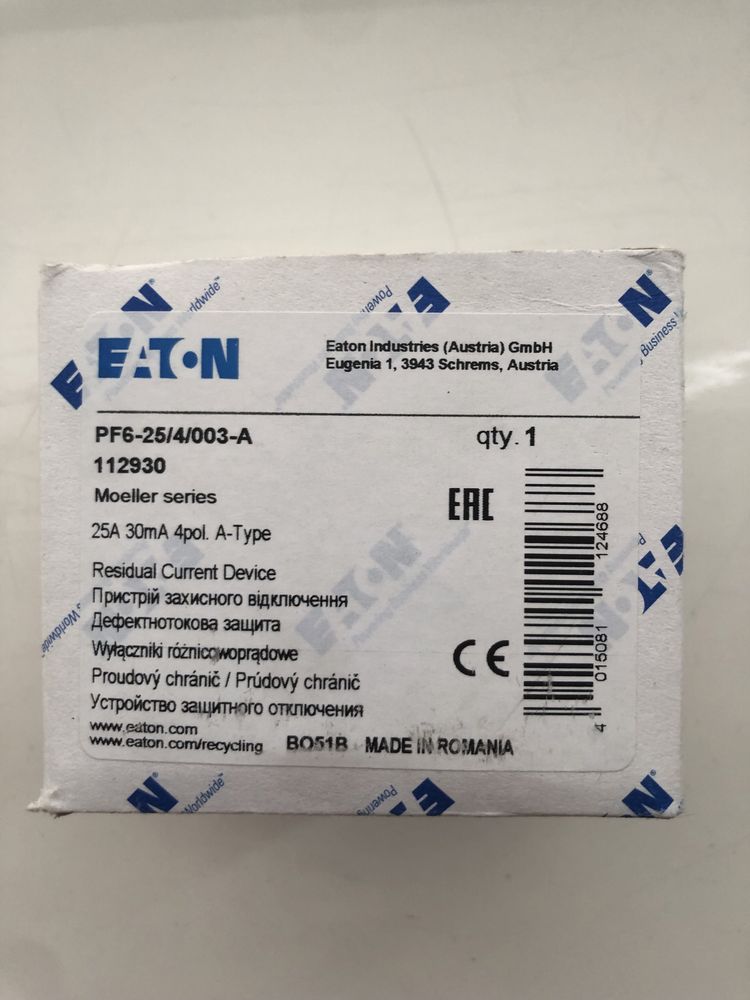 EATON
Eaton Industries (Austria) GmbH
Eugenia 1, 3943 Schrems, Austria
PF6-25/4/003-A
qty. 1
112930
Moeller series
EAC
25A 30mA 4pol. A-Type
Residual Current Device
Пристрій захисного відключення
Дефектнотокова защита
Wyłączniki różnicowoprądowe
CE
Proudový chránič / Prúdový chránič
Устройство защитного отключения
www.eaton.com
www.eaton.com/recycling BO51B MADE IN ROMANIA
4 015081 124688